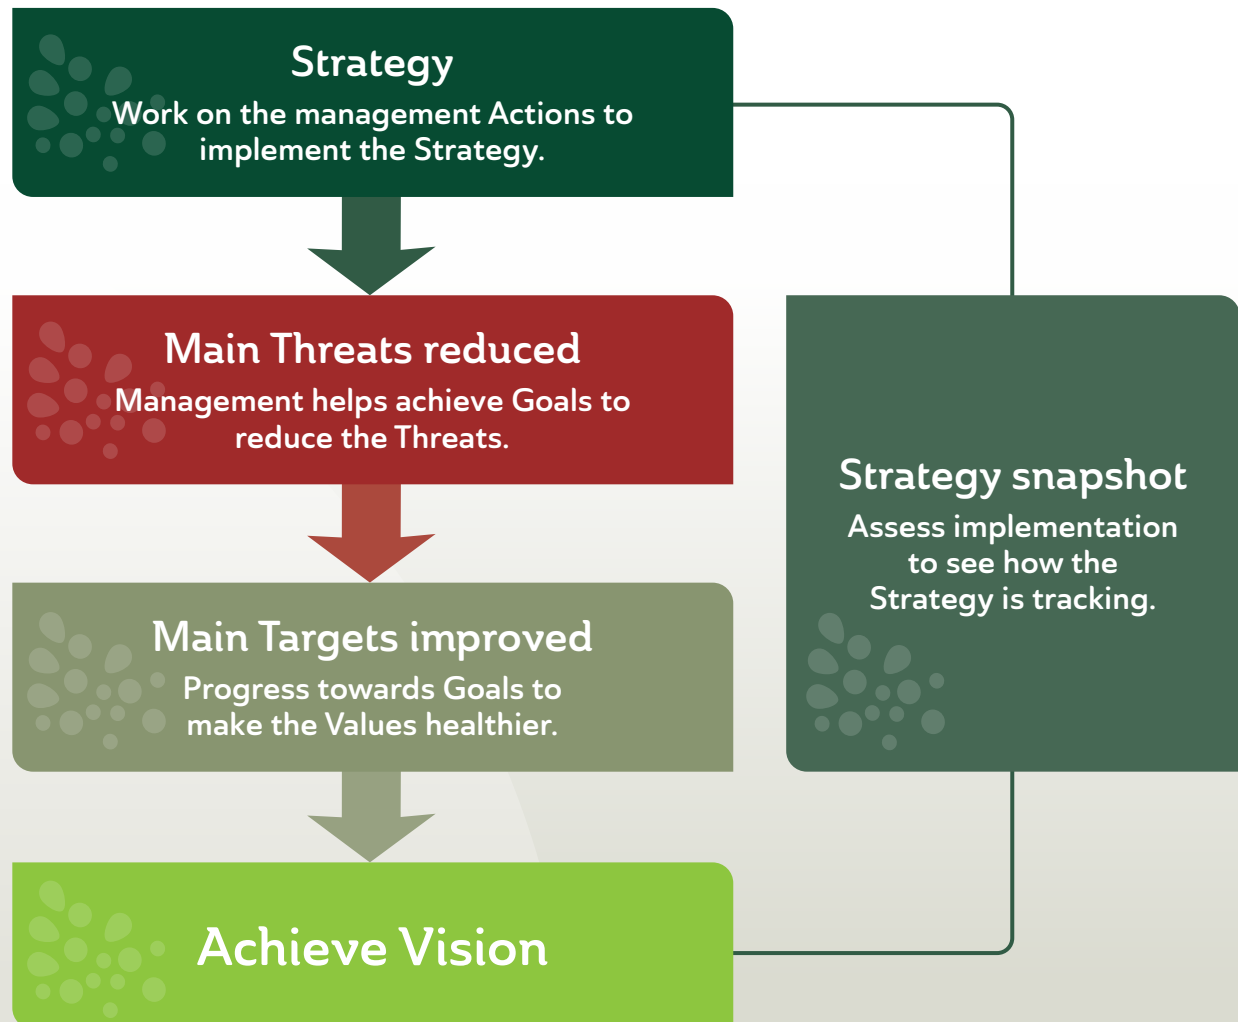 Strategy
Work on the management Actions to
implement the Strategy.
Main Threats reduced
Management helps achieve Goals to
reduce the Threats.
Main Targets improved
Progress towards Goals to
make the Values healthier.
Achieve Vision
Strategy snapshot
Assess implementation
to see how the
Strategy is tracking.